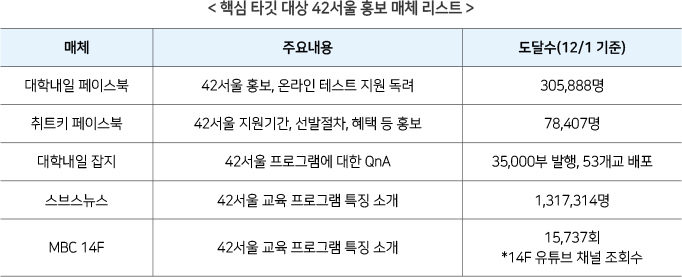 < 핵심 타깃 대상 42서울 홍보 매체 리스트 >
매체 주요내용 도달수(12/1 기준)
대학내일 페이스북 42서울 홍보, 온라인 테스트 지원 독려 305,888명
취트키 페이스북 42서울 지원기간, 선발절차, 혜택 등 홍보 78,407명
대학내일 잡지 42서울 프로그램에 대한 QnA 35,000부 발행, 53개교 배포
스브스뉴스 42서울 교육 프로그램 특징 소개 1,317,314명
MBC 14F 42서울 교육 프로그램 특징 소개 15,737회
*14F 유튜브 채널 조회수